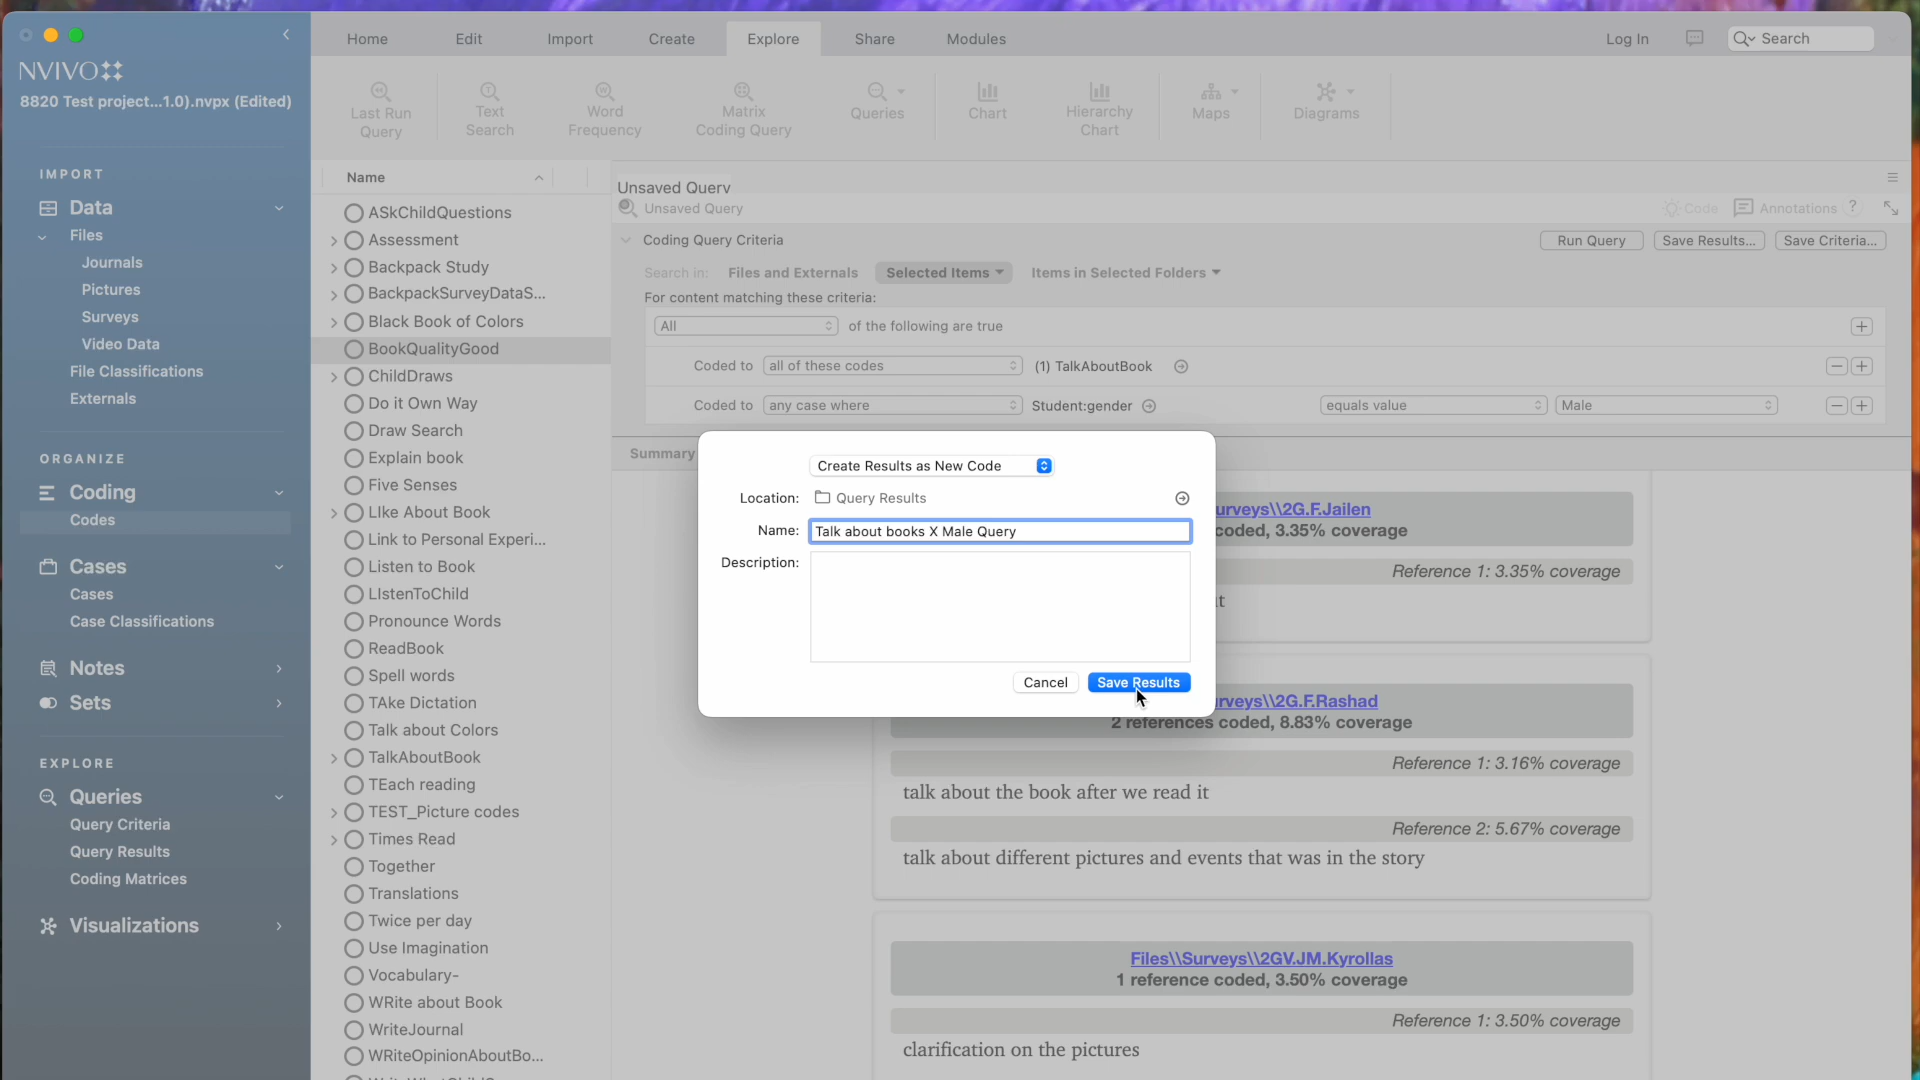 NVIVO
8820 Test project...1.0).nvpx (Edited)
Home
Edit
Import
Create
Explore
Share
Modules
Log In
Search
Last Run Query
Text Search
Word Frequency
Matrix Coding Query
Queries
Chart
Hierarchy Chart
Maps
Diagrams
IMPORT
Data
Files
Journals
Pictures
Surveys
Video Data
File Classifications
Externals
ORGANIZE
Coding
Codes
Cases
Cases
Case Classifications
Notes
Sets
EXPLORE
Queries
Query Criteria
Query Results
Coding Matrices
Visualizations
Name
ASkChildQuestions
Assessment
Backpack Study
BackpackSurveyDataS...
Black Book of Colors
BookQualityGood
ChildDraws
Do it Own Way
Draw Search
Explain book
Five Senses
LIke About Book
Link to Personal Experi...
Listen to Book
LIstenToChild
Pronounce Words
ReadBook
Spell words
TAke Dictation
Talk about Colors
TalkAboutBook
TEach reading
TEST_Picture codes
Times Read
Together
Translations
Twice per day
Use Imagination
Vocabulary-
WRite about Book
WriteJournal
WRiteOpinionAboutBo...
Unsaved Query
Unsaved Query
Code
Annotations
?
Coding Query Criteria
Run Query
Save Results...
Save Criteria...
Search in:
Files and Externals
Selected Items
Items in Selected Folders
For content matching these criteria:
All
of the following are true
Coded to
all of these codes
(1) TalkAboutBook
Coded to
any case where
Student:gender
equals value
Male
Summary
Create Results as New Code
Location:
Query Results
Name:
Talk about books X Male Query
Description:
Cancel
Save Results
urveys\\2G.F.Jailen
coded, 3.35% coverage
Reference 1: 3.35% coverage
rveys\\2G.F.Rashad
2 references coded, 8.83% coverage
Reference 1: 3.16% coverage
talk about the book after we read it
Reference 2: 5.67% coverage
talk about different pictures and events that was in the story
Files\\Surveys\\2GV.JM.Kyrollas
1 reference coded, 3.50% coverage
Reference 1: 3.50% coverage
clarification on the pictures